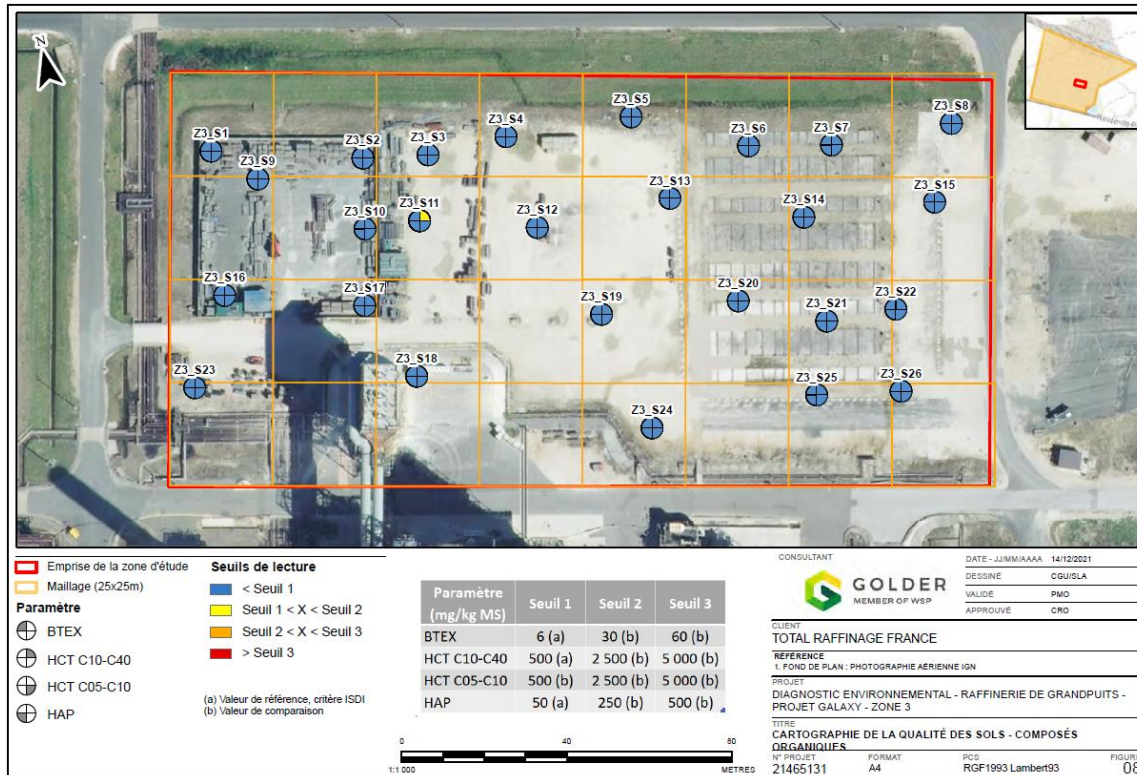 N
Route-de-P
Z3_S5
Z3_S8
Z3_S4
Z3_S6
Z3_S7
Z3_S1
Z3_S2
Z3_S3
Z3_S9
Z3_S13
Z3_S15
Z3_S11
Z3_S14
Z3_S10
Z3_S12
Z3_S16
Z3_S17
Z3_S20
Z3_S22
Z3_S19
Z3_S21
Z3_S18
Z3_S23
Z3_S25
Z3_S26
Z3_S24
Emprise de la zone d'étude
Maillage (25x25m)
Paramètre
BTEX
HCT C10-C40
HCT C05-C10
HAP
Seuils de lecture
< Seuil 1
Seuil 1 < X < Seuil 2
Seuil 2 < X < Seuil 3
> Seuil 3
(a) Valeur de référence, critère ISDI
(b) Valeur de comparaison
Paramètre (mg/kg MS) Seuil 1 Seuil 2 Seuil 3
BTEX 6 (a) 30 (b) 60 (b)
HCT C10-C40 500 (a) 2 500 (b) 5 000 (b)
HCT C05-C10 500 (b) 2 500 (b) 5 000 (b)
HAP 50 (a) 250 (b) 500 (b)
0 40 80
1:1 000 METRES
CONSULTANT
GOLDER
MEMBER OF WSP
DATE - JJ/MM/AAAA 14/12/2021
DESSINÉ CGU/SLA
VALIDÉ PMO
APPROUVÉ CRO
CLIENT
TOTAL RAFFINAGE FRANCE
RÉFÉRENCE
1. FOND DE PLAN : PHOTOGRAPHIE AÉRIENNE IGN
PROJET
DIAGNOSTIC ENVIRONNEMENTAL - RAFFINERIE DE GRANDPUITS -
PROJET GALAXY - ZONE 3
TITRE
CARTOGRAPHIE DE LA QUALITÉ DES SOLS - COMPOSÉS
ORGANIQUES
N° PROJET FORMAT PCS FIGURE
21465131 A4 RGF1993 Lambert93 08